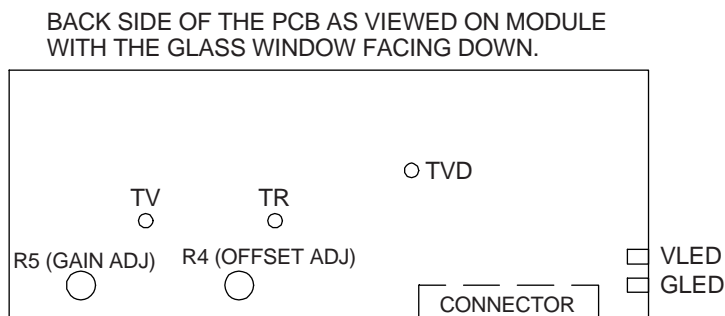 BACK SIDE OF THE PCB AS VIEWED ON MODULE
WITH THE GLASS WINDOW FACING DOWN.
TVD
TV
TR
R5 (GAIN ADJ)
R4 (OFFSET ADJ)
VLED
GLED
CONNECTOR